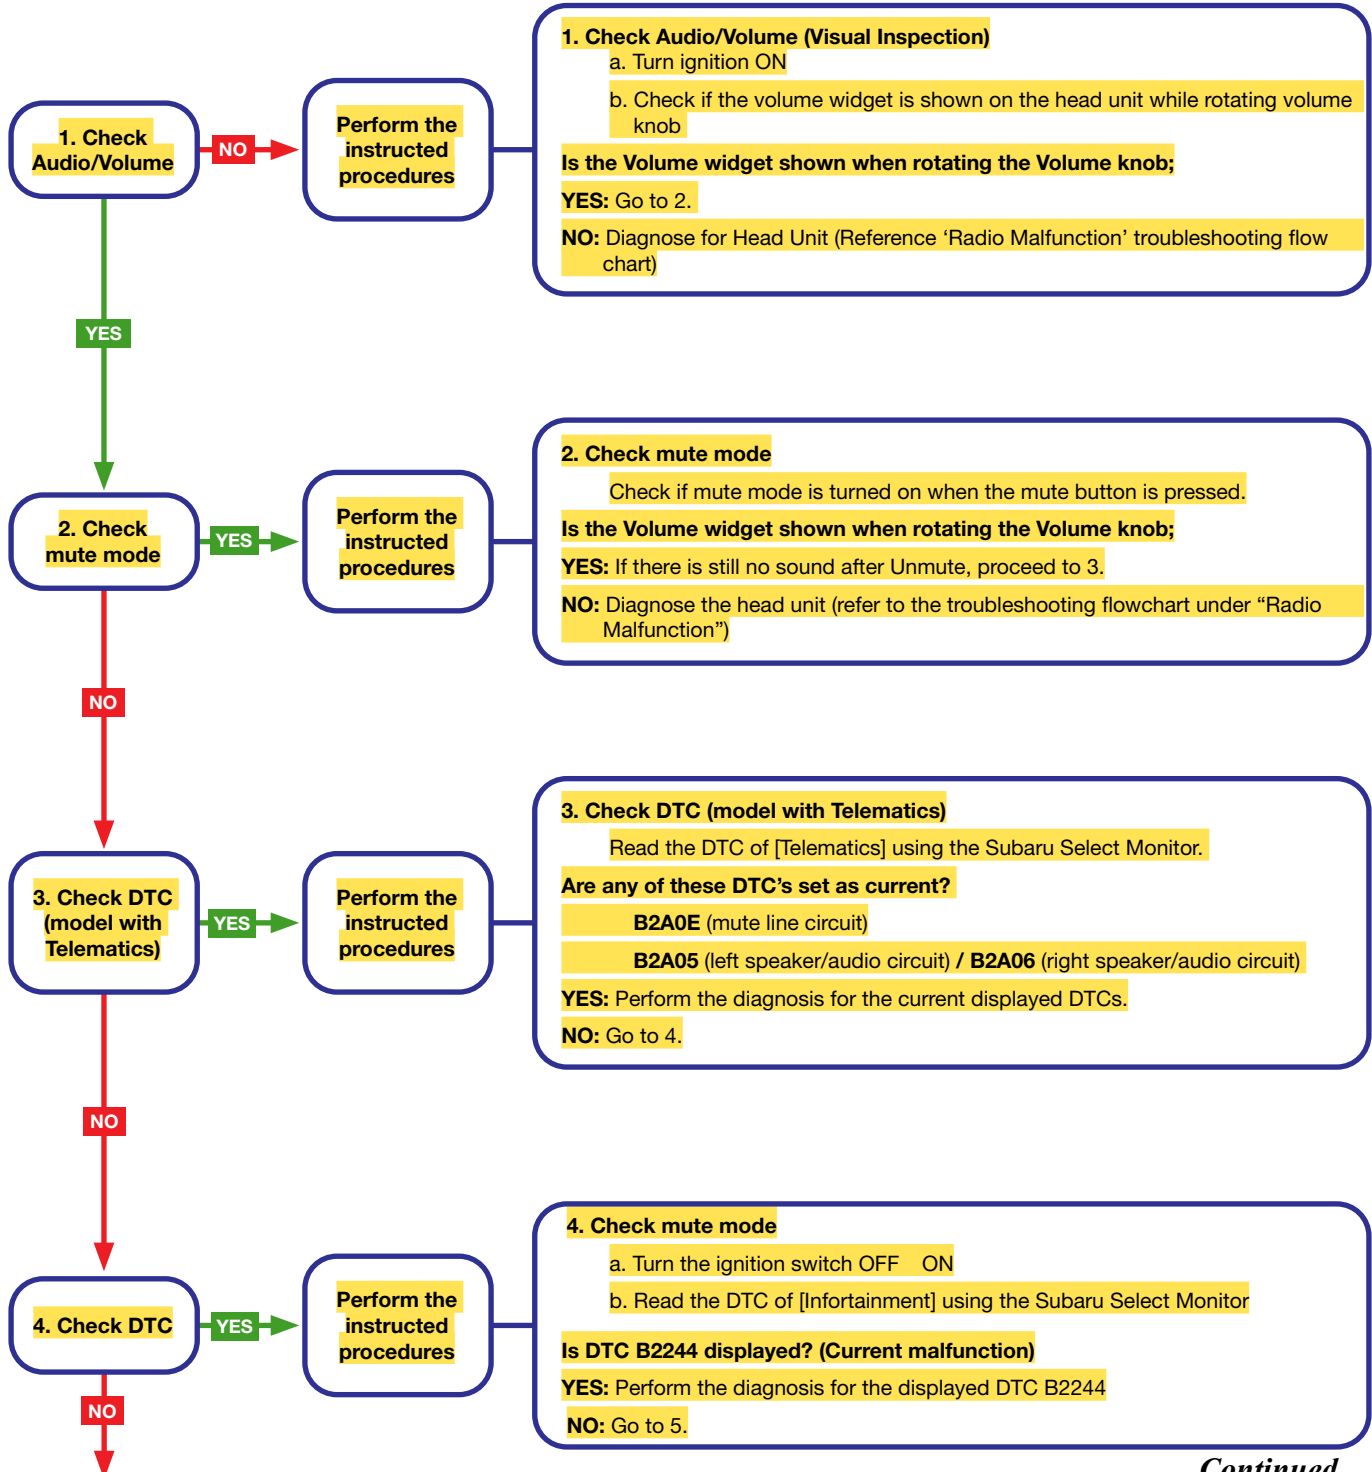 1. Check
Audio/Volume
NO
Perform the
instructed
procedures
1. Check Audio/Volume (Visual Inspection)
a. Turn ignition ON
b. Check if the volume widget is shown on the head unit while rotating volume
knob
Is the Volume widget shown when rotating the Volume knob;
YES: Go to 2.
NO: Diagnose for Head Unit (Reference ‘Radio Malfunction’ troubleshooting flow
chart)
YES
2. Check
mute mode
YES
Perform the
instructed
procedures
2. Check mute mode
Check if mute mode is turned on when the mute button is pressed.
Is the Volume widget shown when rotating the Volume knob;
YES: If there is still no sound after Unmute, proceed to 3.
NO: Diagnose the head unit (refer to the troubleshooting flowchart under “Radio
Malfunction”)
NO
3. Check DTC
(model with
Telematics)
YES
Perform the
instructed
procedures
3. Check DTC (model with Telematics)
Read the DTC of [Telematics] using the Subaru Select Monitor.
Are any of these DTC’s set as current?
B2A0E (mute line circuit)
B2A05 (left speaker/audio circuit) / B2A06 (right speaker/audio circuit)
YES: Perform the diagnosis for the current displayed DTCs.
NO: Go to 4.
NO
4. Check DTC
YES
Perform the
instructed
procedures
4. Check mute mode
a. Turn the ignition switch OFF ON
b. Read the DTC of [Infortainment] using the Subaru Select Monitor
Is DTC B2244 displayed? (Current malfunction)
YES: Perform the diagnosis for the displayed DTC B2244
NO: Go to 5.
NO
Continued